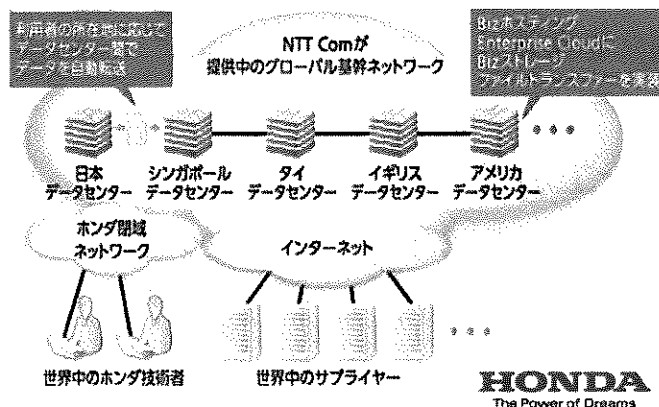 利用者の所在地に応じて
データセンター間で
データを自動転送
NTT Comが
提供中のグローバル基幹ネットワーク
Bizホスティング
Enterprise Cloudに
Bizストレージ
ファイルトランスファーを実装
日本
データセンター
シンガポール
データセンター
タイ
データセンター
イギリス
データセンター
アメリカ
データセンター
•••
ホンダ閉域
ネットワーク
インターネット
•••
世界中のホンダ技術者
世界中のサプライヤー
HONDA
The Power of Dreams